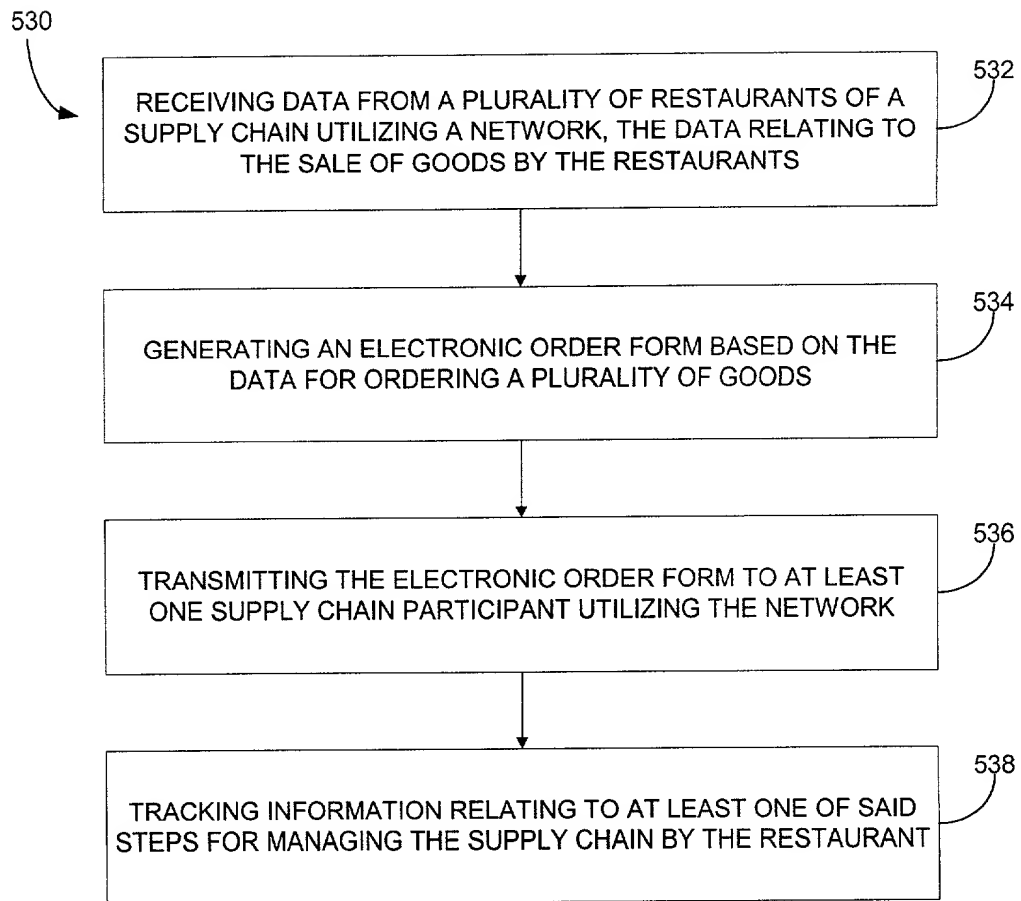 530
532
RECEIVING DATA FROM A PLURALITY OF RESTAURANTS OF A
SUPPLY CHAIN UTILIZING A NETWORK, THE DATA RELATING TO
THE SALE OF GOODS BY THE RESTAURANTS
534
GENERATING AN ELECTRONIC ORDER FORM BASED ON THE
DATA FOR ORDERING A PLURALITY OF GOODS
536
TRANSMITTING THE ELECTRONIC ORDER FORM TO AT LEAST
ONE SUPPLY CHAIN PARTICIPANT UTILIZING THE NETWORK
538
TRACKING INFORMATION RELATING TO AT LEAST ONE OF SAID
STEPS FOR MANAGING THE SUPPLY CHAIN BY THE RESTAURANT